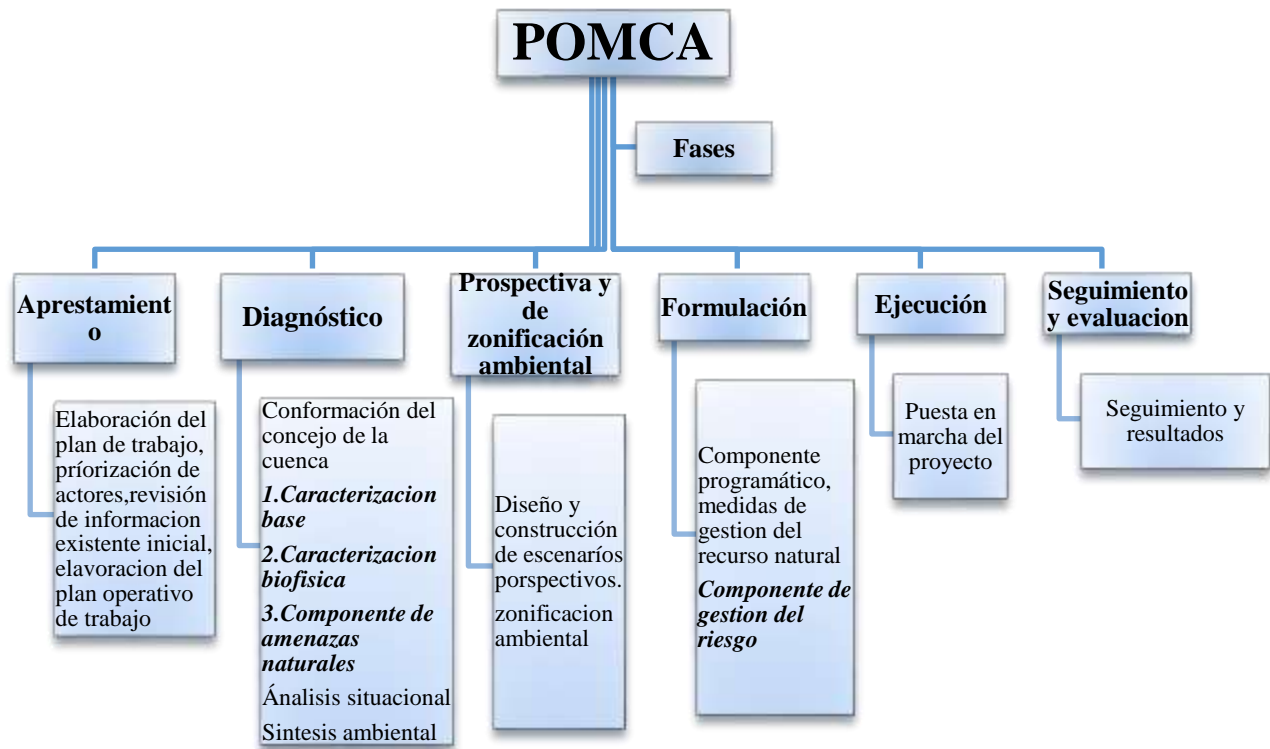 POMCA
Fases
Aprestamient
o
Elaboración del
plan de trabajo,
príorización de
actores,revisión
de informacion
existente inicial,
elavoracion del
plan operativo
de trabajo
Diagnóstico
Conformación del
concejo de la
cuenca
1.Caracterizacion
base
2.Caracterizacion
biofisica
3.Componente de
amenazas
naturales
Ánalisis situacional
Sintesis ambiental
Prospectiva y
de
zonificación
ambiental
Diseño y
construcción
de escenaríos
porspectivos.
zonificacion
ambiental
Formulación
Componente
programático,
medidas de
gestion del
recurso natural
Componente de
gestion del
riesgo
Ejecución
Puesta en
marcha del
proyecto
Seguimiento
y evaluacion
Seguimiento y
resultados